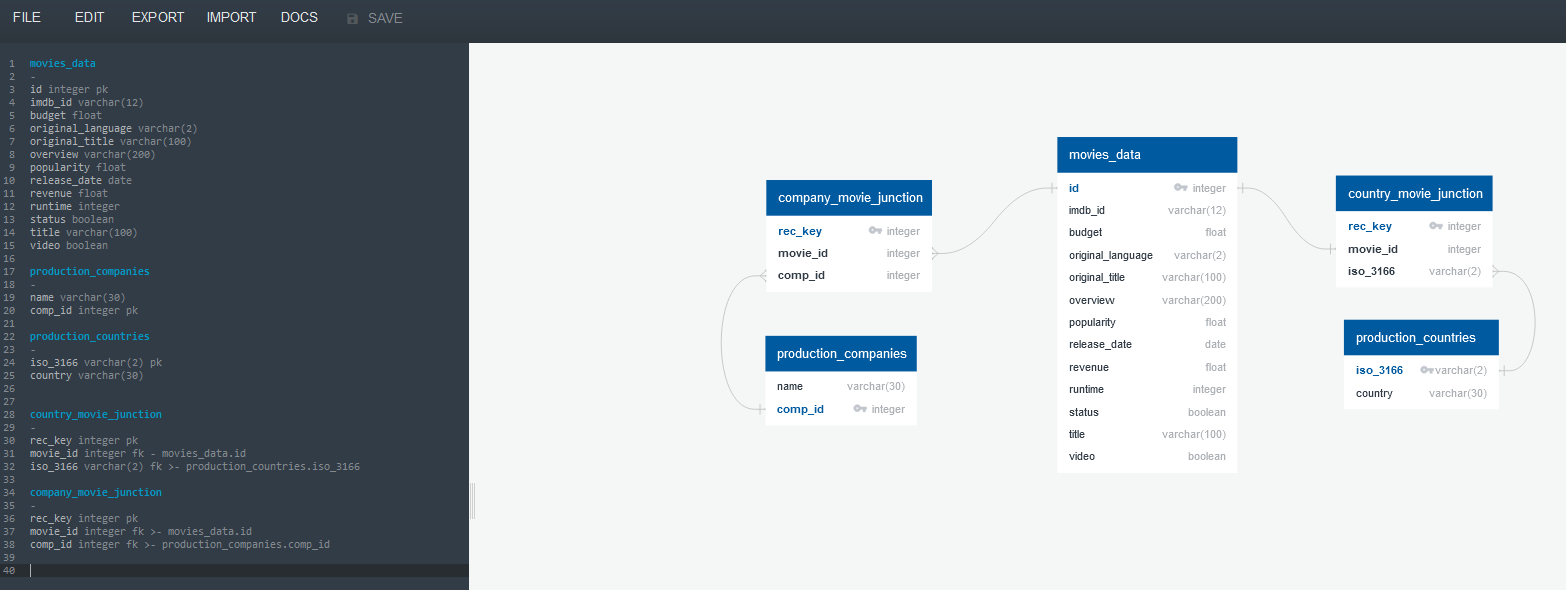 FILE EDIT EXPORT IMPORT DOCS SAVE
1 movies_data
2 -
3 id integer pk
4 imdb_id varchar(12)
5 budget float
6 original_language varchar(2)
7 original_title varchar(100)
8 overview varchar(200)
9 popularity float
10 release_date date
11 revenue float
12 runtime integer
13 status boolean
14 title varchar(100)
15 video boolean
16
17 production_companies
18 -
19 name varchar(30)
20 comp_id integer pk
21
22 production_countries
23 -
24 iso_3166 varchar(2) pk
25 country varchar(30)
26
27
28 country_movie_junction
29 -
30 rec_key integer pk
31 movie_id integer fk - movies_data.id
32 iso_3166 varchar(2) fk >- production_countries.iso_3166
33
34 company_movie_junction
35 -
36 rec_key integer pk
37 movie_id integer fk >- movies_data.id
38 comp_id integer fk >- production_companies.comp_id
39
40
company_movie_junction
rec_key integer
movie_id integer
comp_id integer
production_companies
name varchar(30)
comp_id integer
movies_data
id integer
imdb_id varchar(12)
budget float
original_language varchar(2)
original_title varchar(100)
overview varchar(200)
popularity float
release_date date
revenue float
runtime integer
status boolean
title varchar(100)
video boolean
country_movie_junction
rec_key integer
movie_id integer
iso_3166 varchar(2)
production_countries
iso_3166 varchar(2)
country varchar(30)